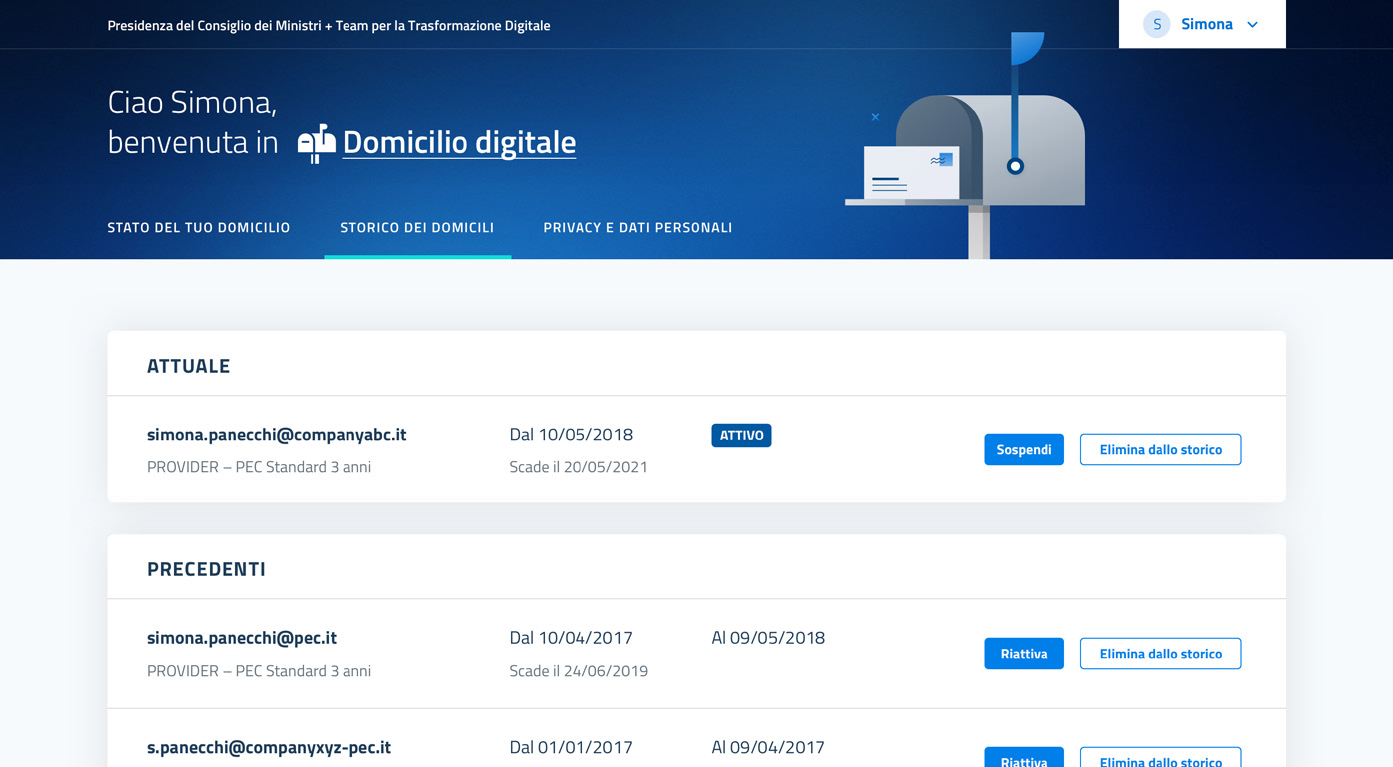 Presidenza del Consiglio dei Ministri + Team per la Trasformazione Digitale
S Simona
Ciao Simona,
benvenuta in Domicilio digitale
STATO DEL TUO DOMICILIO STORICO DEI DOMICILI PRIVACY E DATI PERSONALI
ATTUALE
simona.panecchi@companyabc.it Dal 10/05/2018 ATTIVO
PROVIDER – PEC Standard 3 anni Scade il 20/05/2021
Sospendi Elimina dallo storico
PRECEDENTI
simona.panecchi@pec.it Dal 10/04/2017 Al 09/05/2018
PROVIDER – PEC Standard 3 anni Scade il 24/06/2019
Riattiva Elimina dallo storico
s.panecchi@companyxyz-pec.it Dal 01/01/2017 Al 09/04/2017
Riattiva Elimina dallo storico